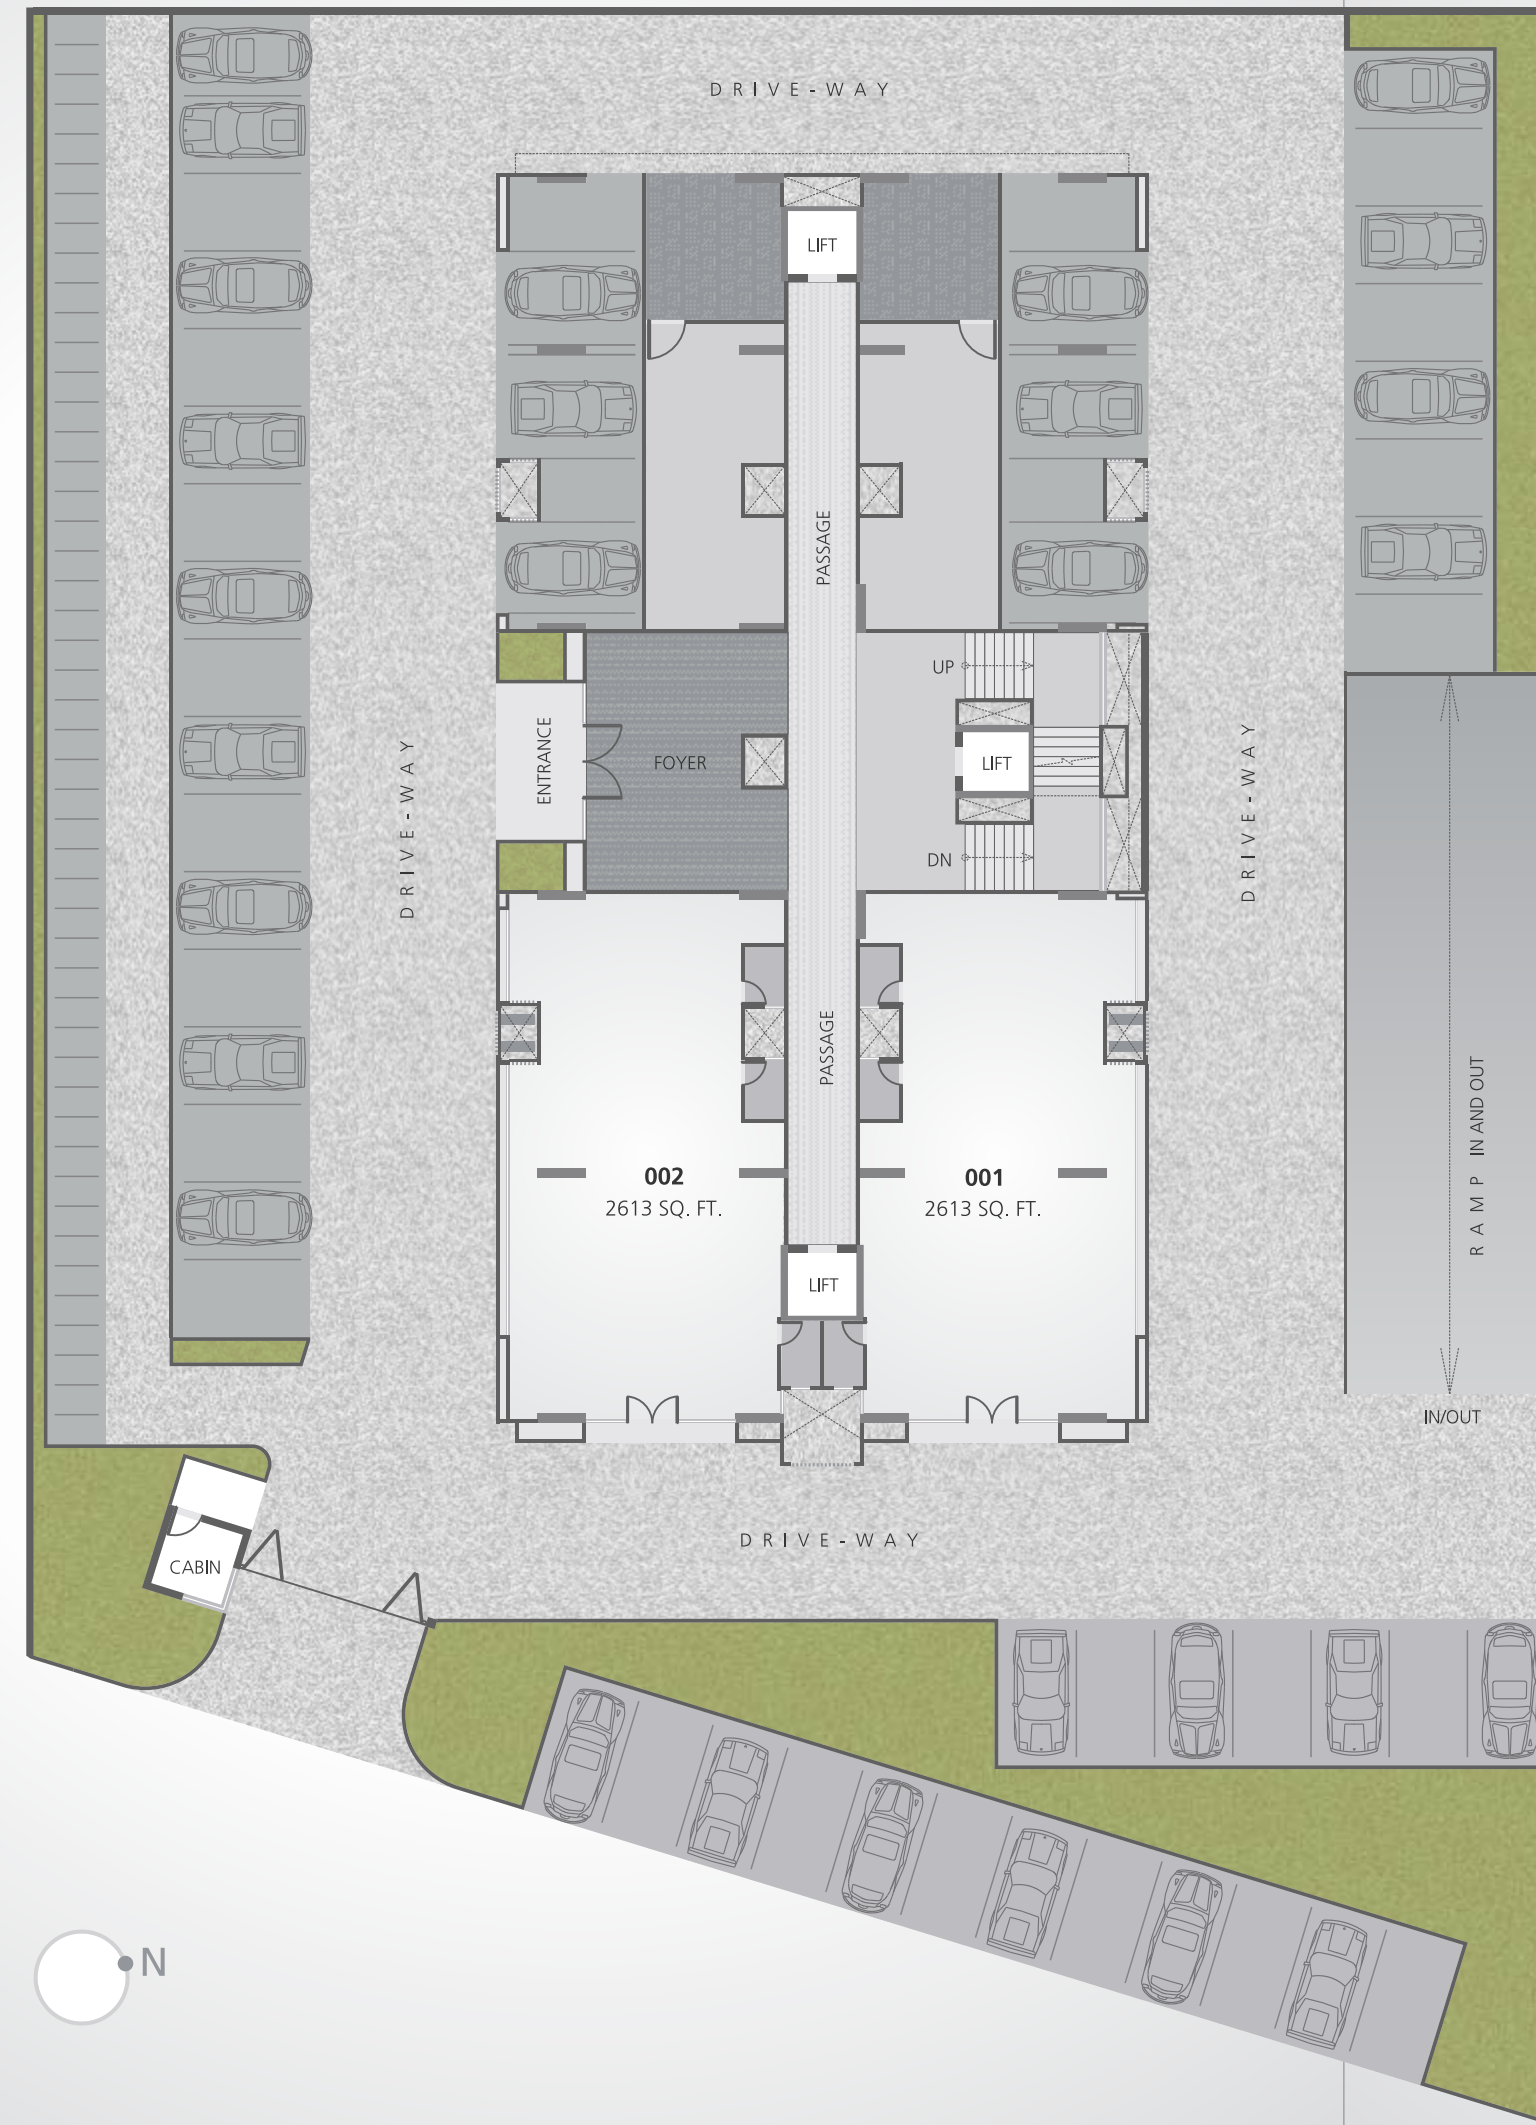 DRIVE-WAY
LIFT
PASSAGE
UP
ENTRANCE
FOYER
LIFT
DRIVE-WAY
DRIVE-WAY
DN
PASSAGE
RAMP IN AND OUT
002
2613 SQ. FT.
001
2613 SQ. FT.
LIFT
IN/OUT
DRIVE-WAY
CABIN
N